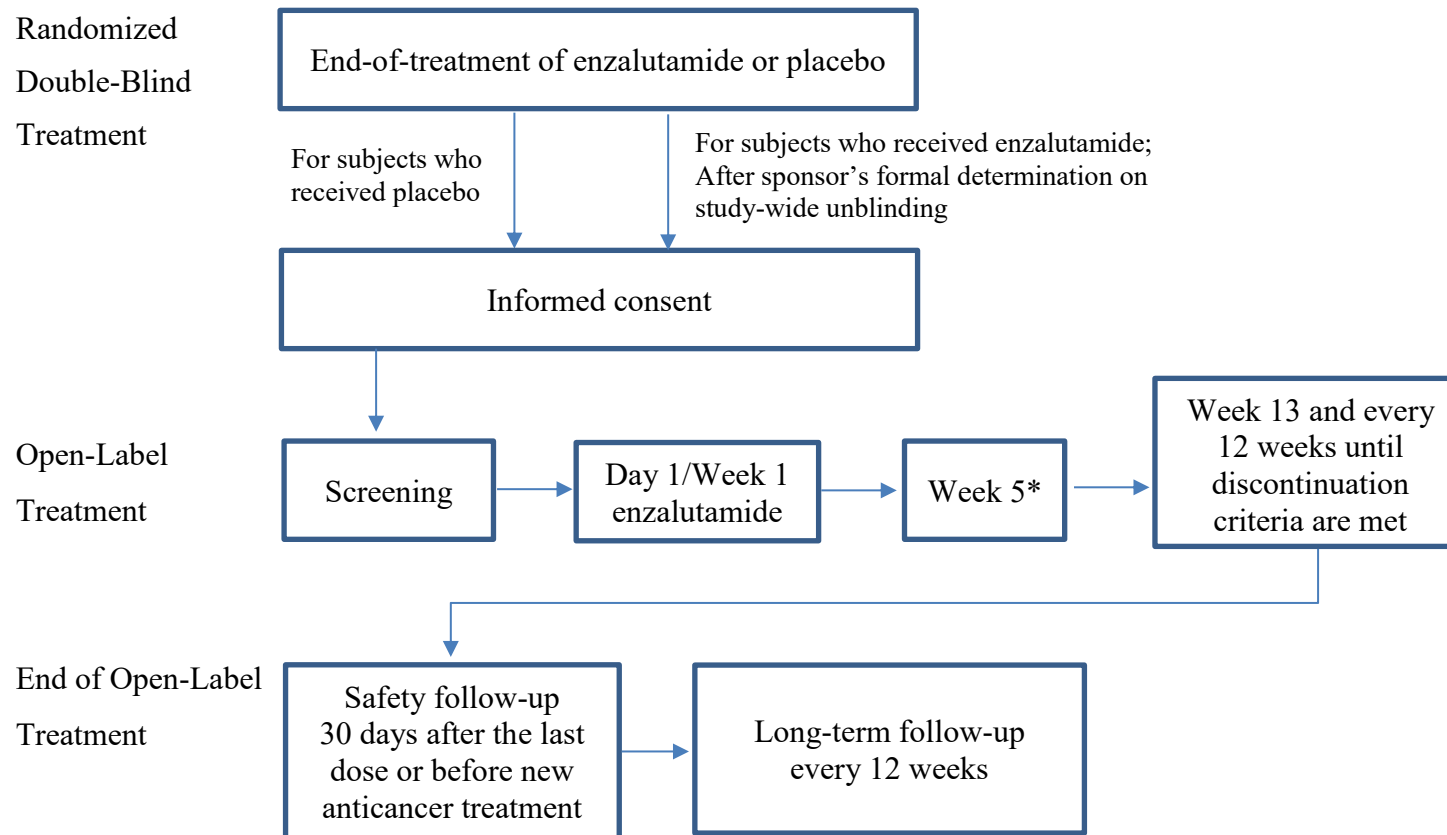 Randomized
Double-Blind
Treatment
End-of-treatment of enzalutamide or placebo
For subjects who
received placebo
For subjects who received enzalutamide;
After sponsor’s formal determination on
study-wide unblinding
Informed consent
Open-Label
Treatment
Screening
Day 1/Week 1
enzalutamide
Week 5*
Week 13 and every
12 weeks until
discontinuation
criteria are met
End of Open-Label
Treatment
Safety follow-up
30 days after the last
dose or before new
anticancer treatment
Long-term follow-up
every 12 weeks